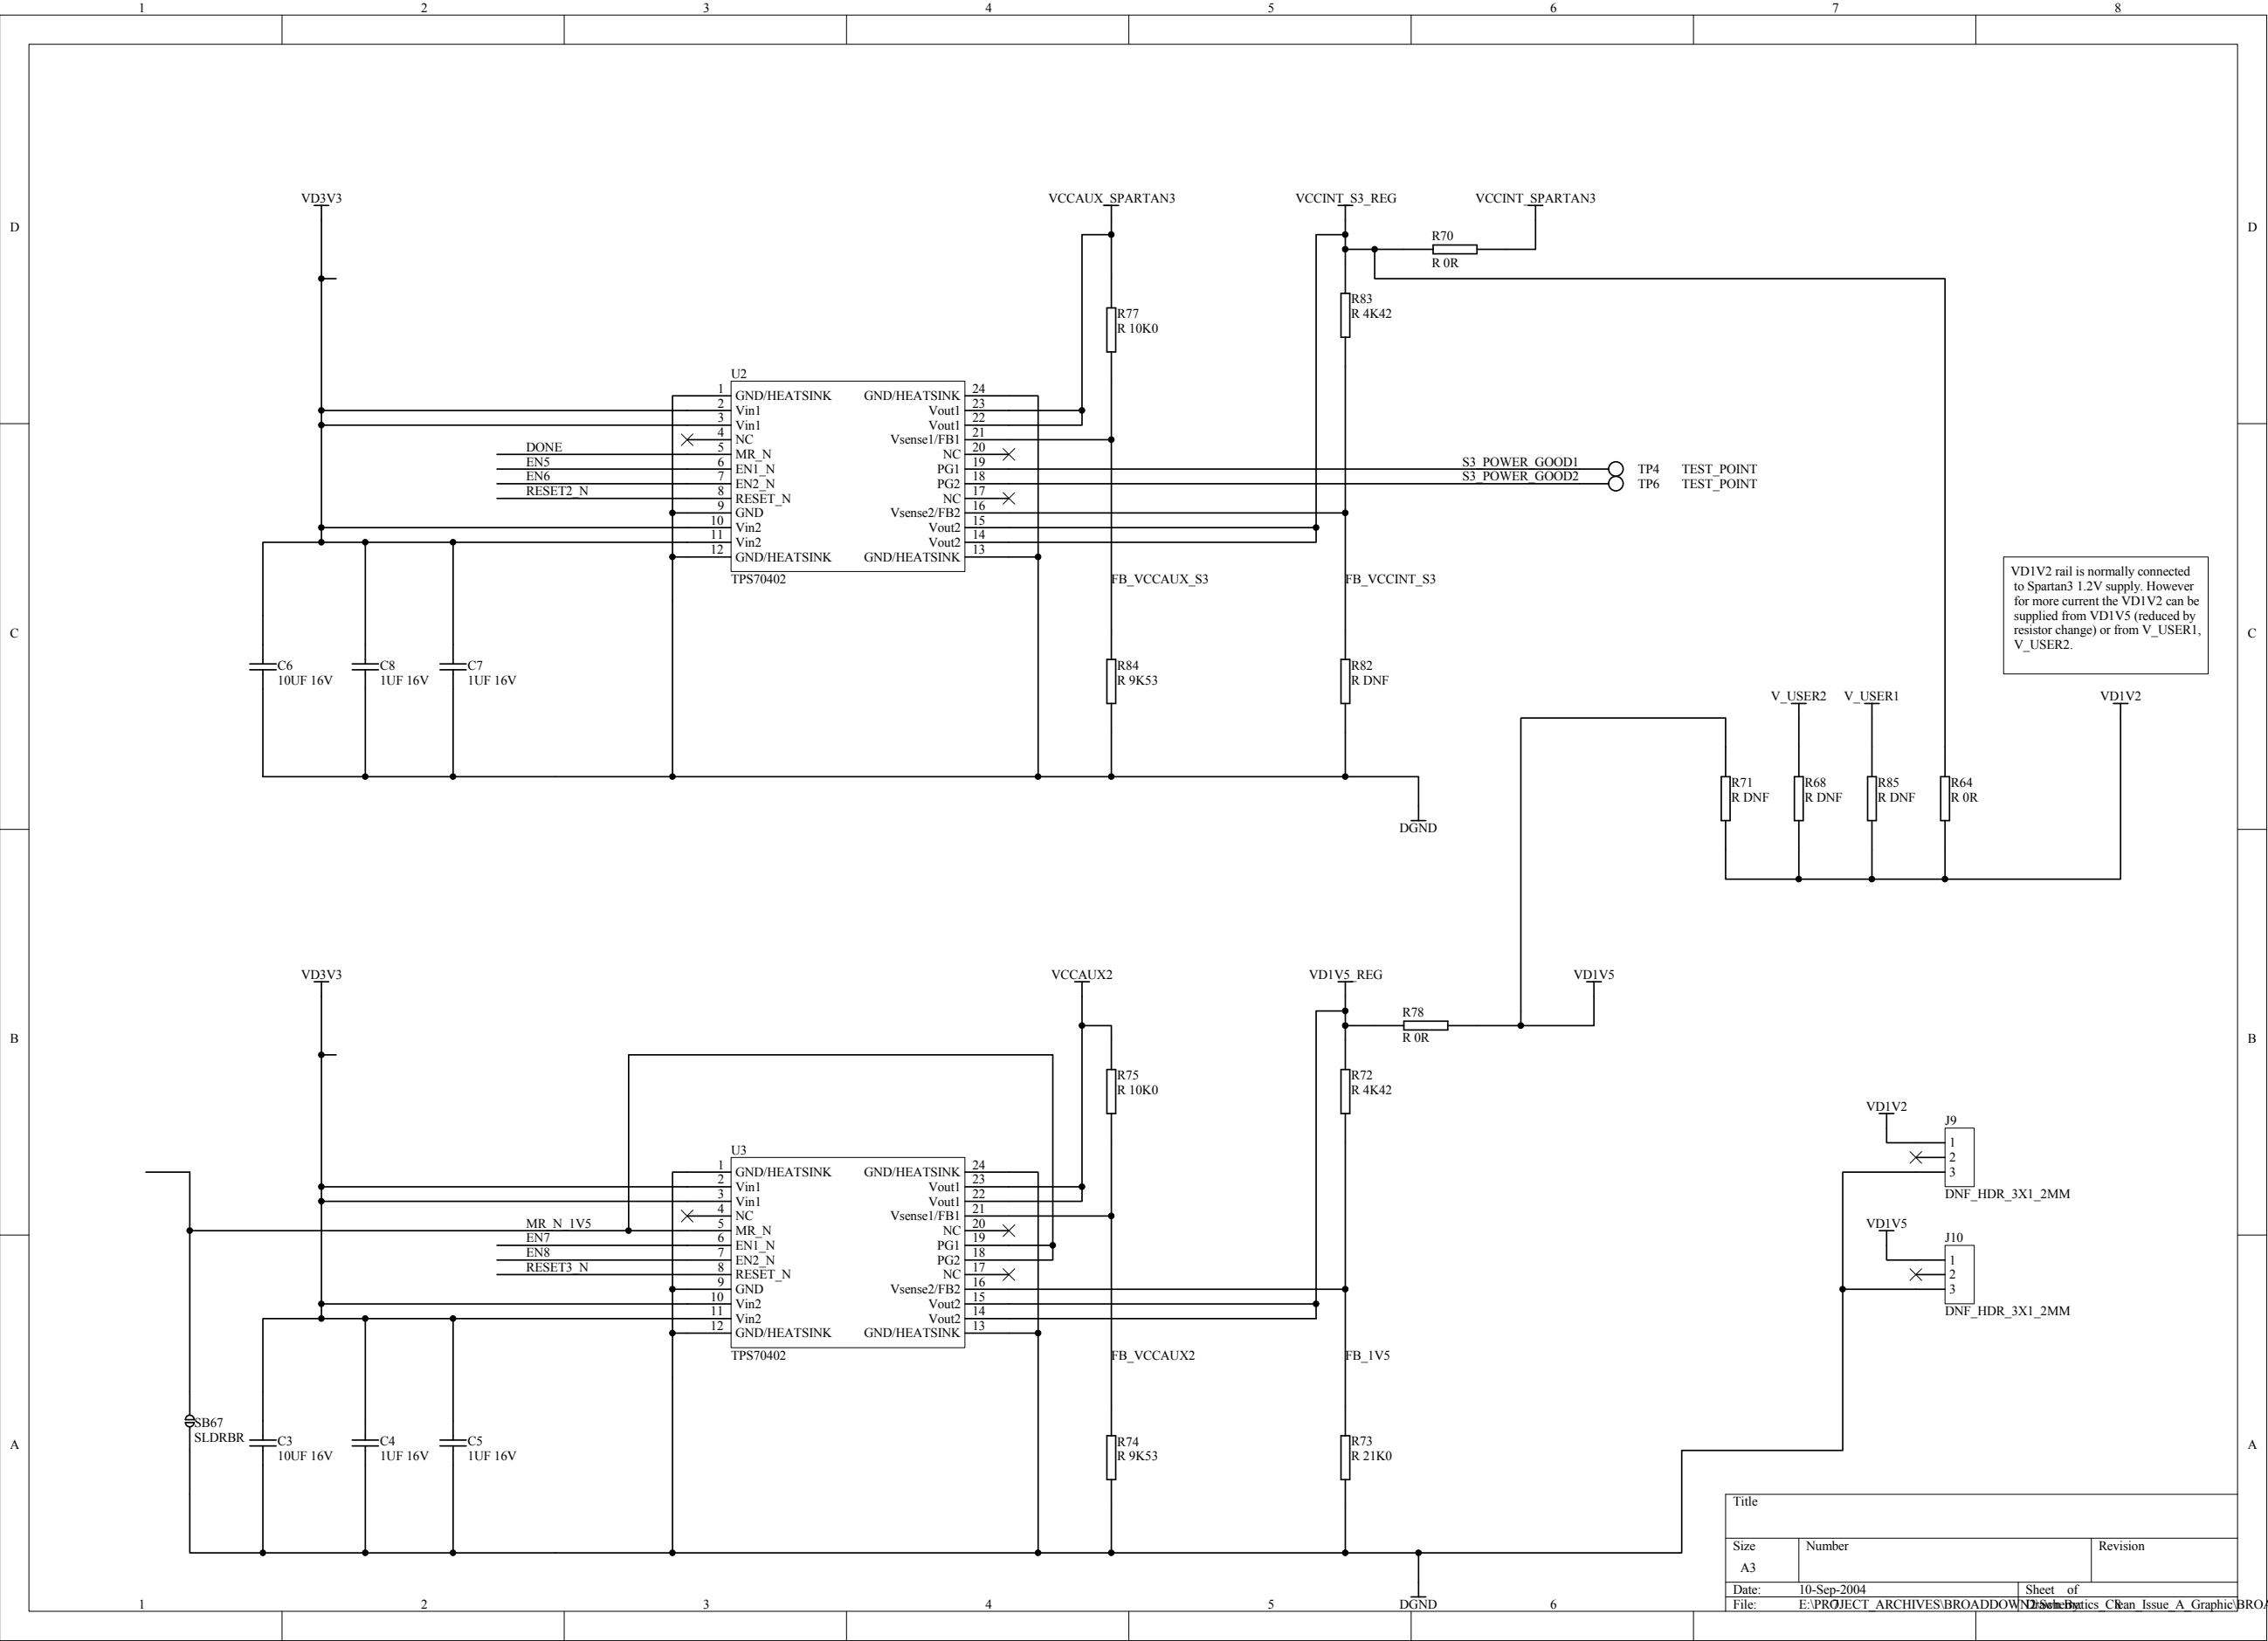 1 2 3 4 5 6 7 8
D D
VD3V3
VCCAUX_SPARTAN3
VCCINT_S3_REG
VCCINT_SPARTAN3
R70
R 0R
R83
R 4K42
R77
R 10K0
U2
1 GND/HEATSINK GND/HEATSINK 24
2 Vin1 Vout1 23
3 Vin1 Vout1 22
4 NC Vsense1/FB1 21
DONE 5 MR_N NC 20
EN5 6 EN1_N PG1 19 S3_POWER_GOOD1 TP4 TEST_POINT
EN6 7 EN2_N PG2 18 S3_POWER_GOOD2 TP6 TEST_POINT
RESET2_N 8 RESET_N NC 17
9 GND Vsense2/FB2 16
10 Vin2 Vout2 15
11 Vin2 Vout2 14
12 GND/HEATSINK GND/HEATSINK 13
TPS70402
FB_VCCAUX_S3
FB_VCCINT_S3
VD1V2 rail is normally connected
to Spartan3 1.2V supply. However
for more current the VD1V2 can be
supplied from VD1V5 (reduced by
resistor change) or from V_USER1,
V_USER2.
C C
C6
10UF 16V
C8
1UF 16V
C7
1UF 16V
R84
R 9K53
R82
R DNF
V_USER2 V_USER1 VD1V2
R71
R DNF
R68
R DNF
R85
R DNF
R64
R 0R
DGND
VD3V3
VCCAUX2
VD1V5_REG
VD1V5
R78
R 0R
B B
R75
R 10K0
R72
R 4K42
VD1V2
J9
1
2
3
DNF_HDR_3X1_2MM
U3
1 GND/HEATSINK GND/HEATSINK 24
2 Vin1 Vout1 23
3 Vin1 Vout1 22
4 NC Vsense1/FB1 21
MR_N_1V5 5 MR_N NC 20
EN7 6 EN1_N PG1 19
EN8 7 EN2_N PG2 18
RESET3_N 8 RESET_N NC 17
9 GND Vsense2/FB2 16
10 Vin2 Vout2 15
11 Vin2 Vout2 14
12 GND/HEATSINK GND/HEATSINK 13
TPS70402
VD1V5
J10
1
2
3
DNF_HDR_3X1_2MM
FB_VCCAUX2
FB_1V5
A A
SB67
SLDRBR
C3
10UF 16V
C4
1UF 16V
C5
1UF 16V
R74
R 9K53
R73
R 21K0
DGND
Title
Size Number Revision
A3
Date: 10-Sep-2004 Sheet of
File:
1 2 3 4 5 6